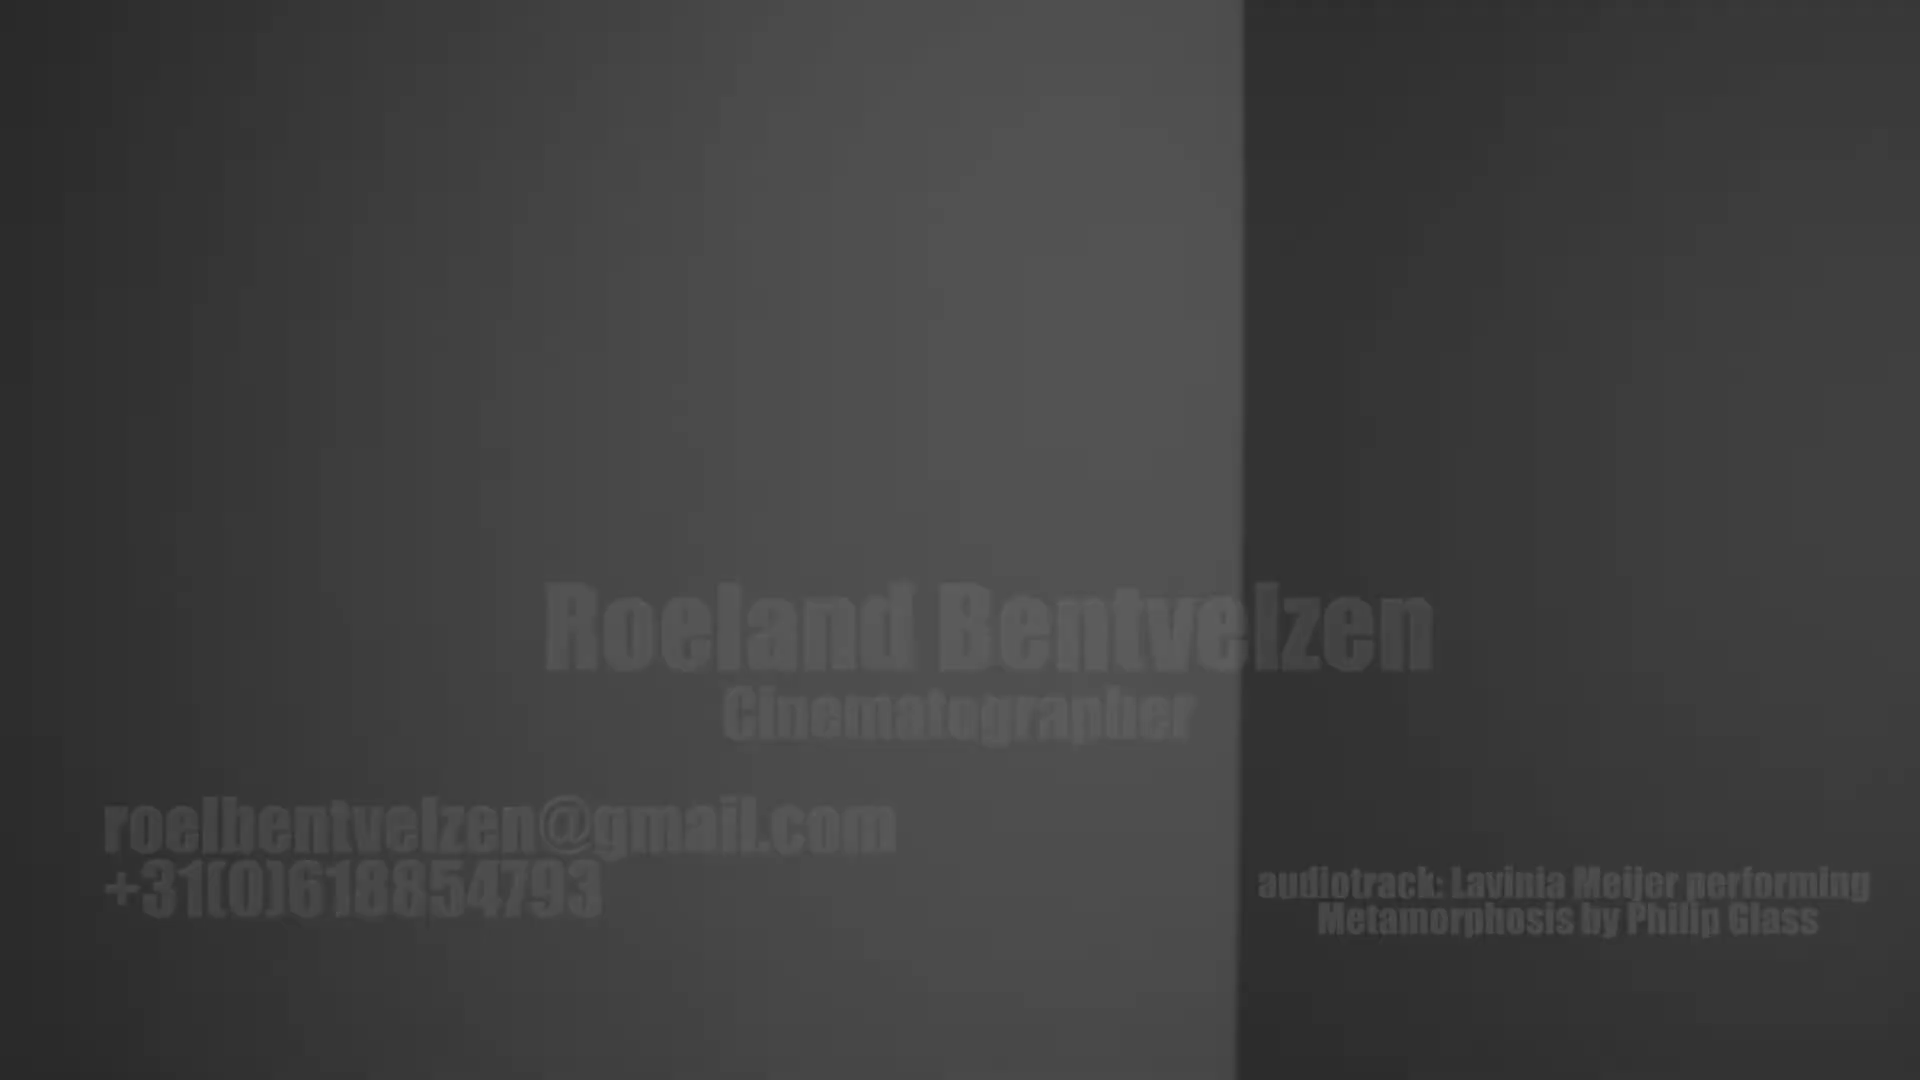 Roeland Bentvelzen
Cinematographer
roelbentvelzen@gmail.com
+31(0)618854793
audiotrack: Lavinia Meijer performing
Metamorphosis by Philip Glass